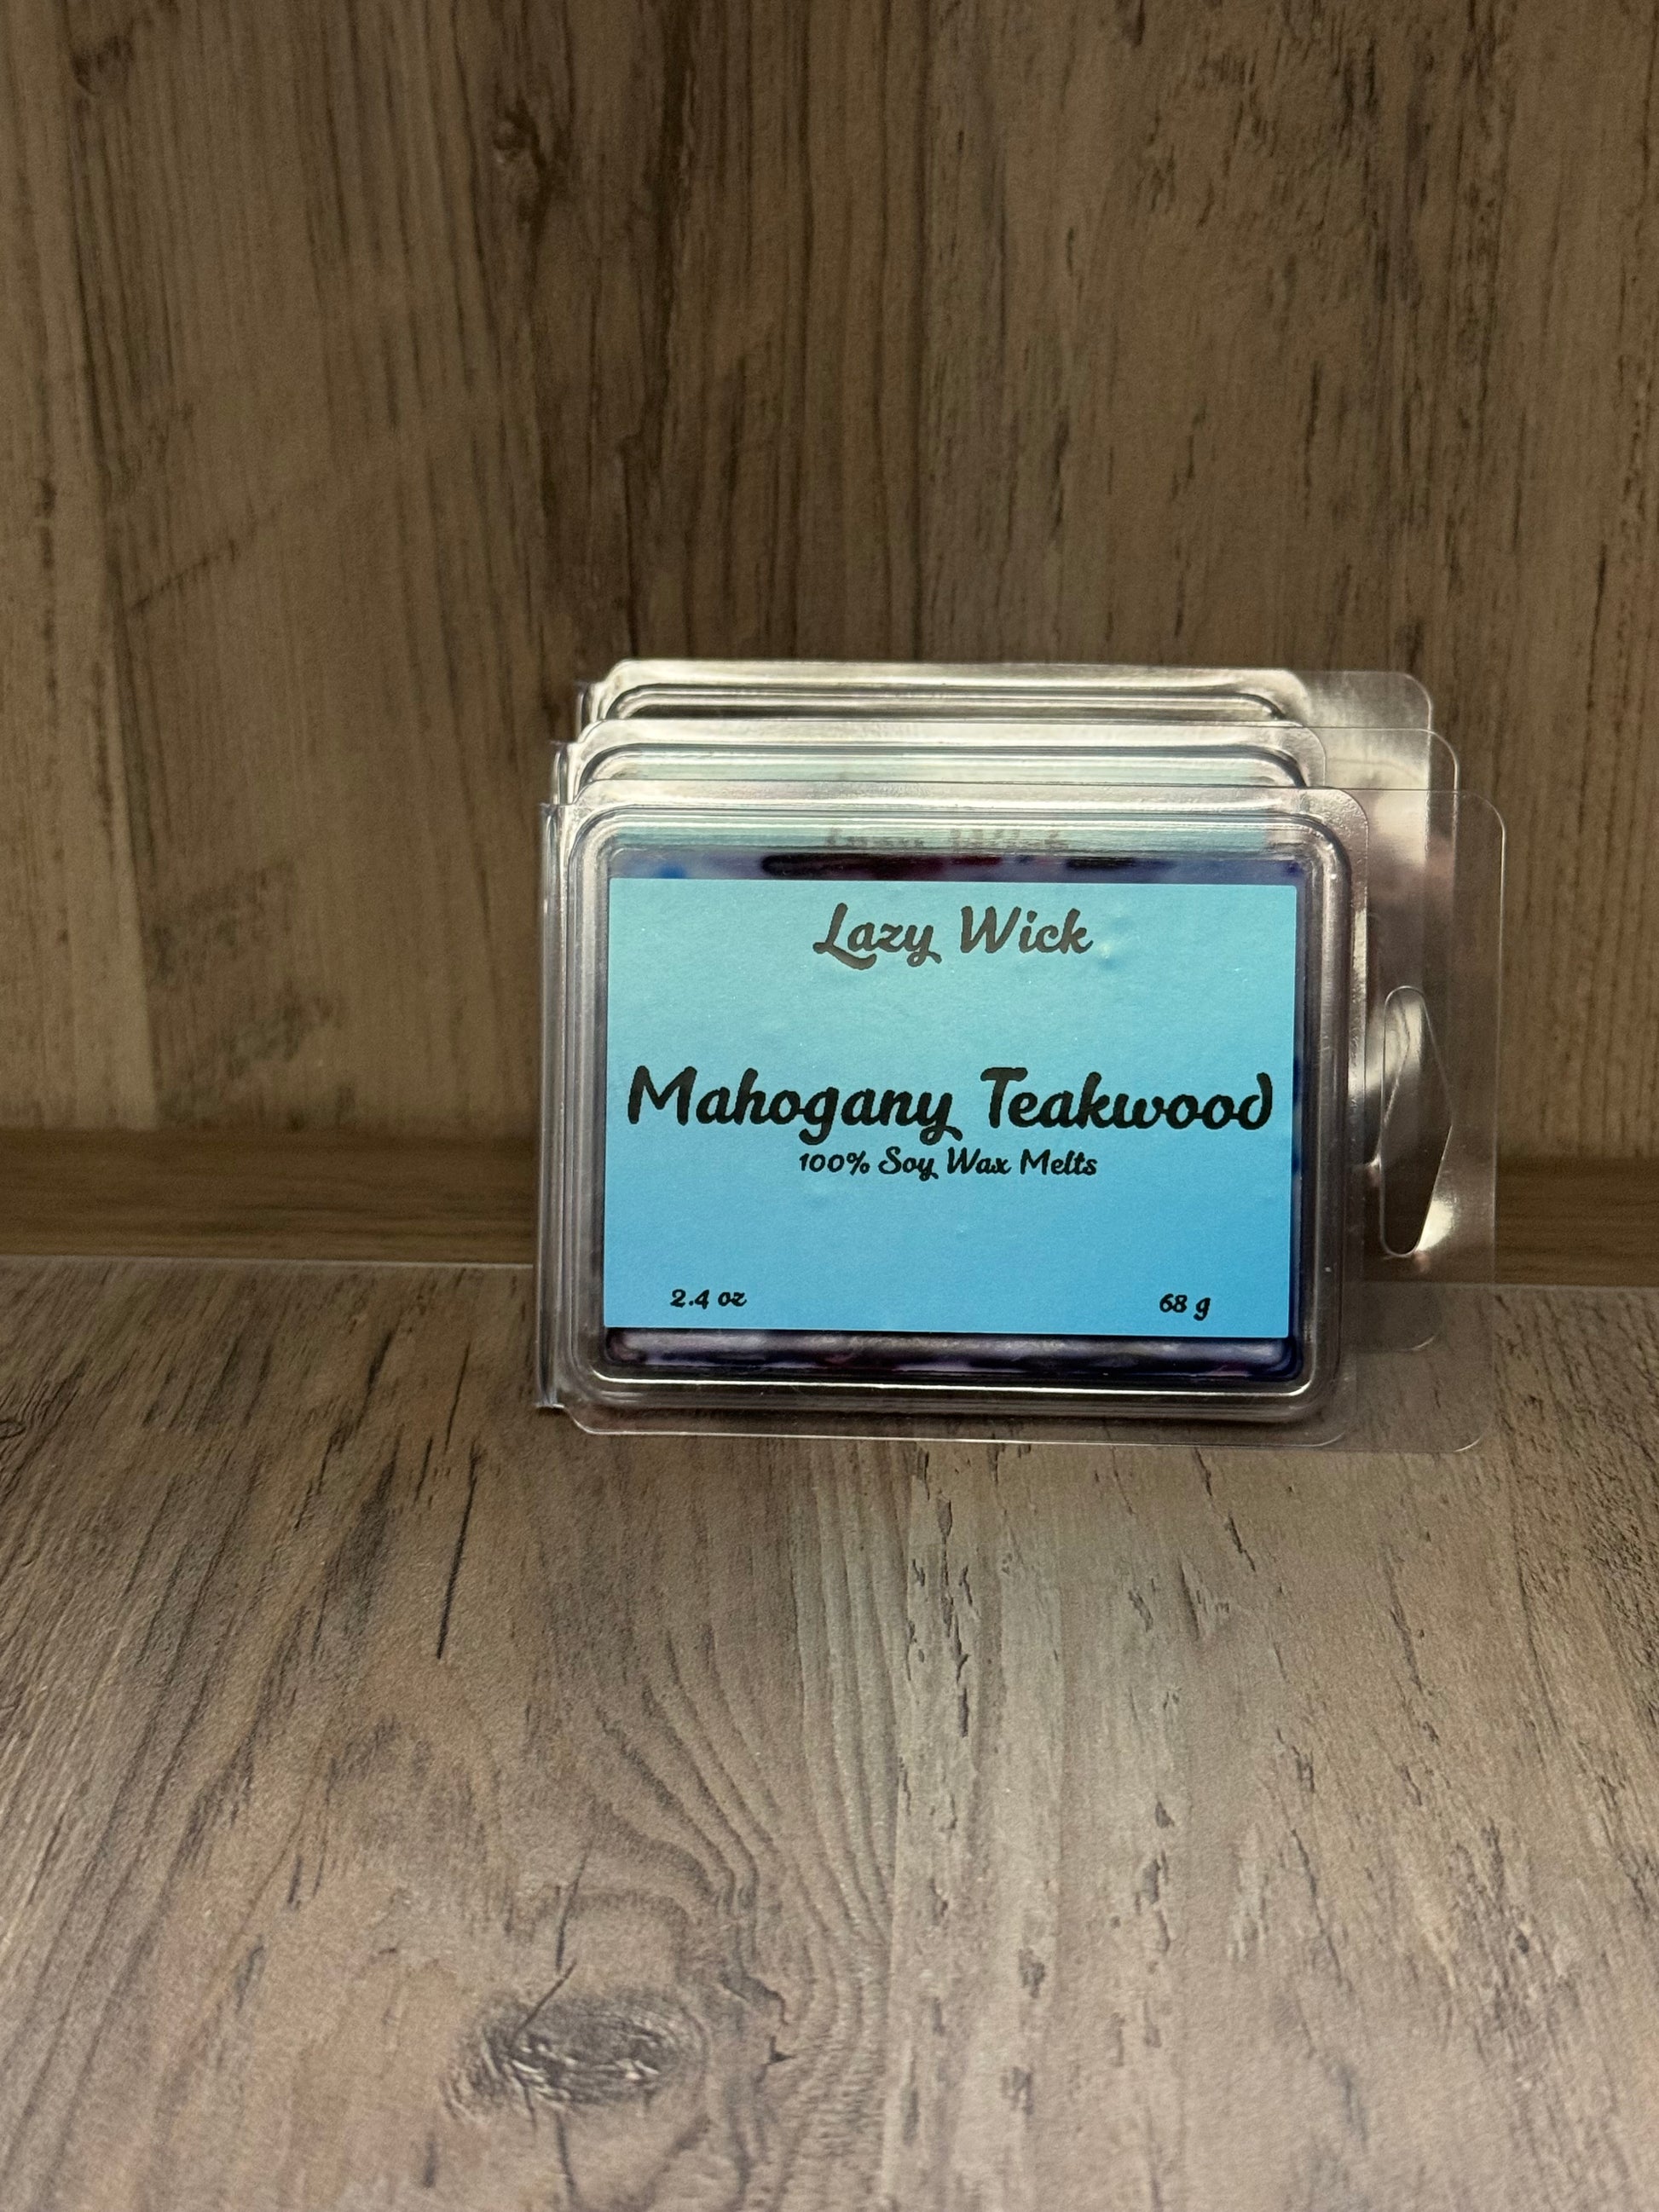 Lazy Wick
Mahogany Teakwood
100% Soy Wax Melts
2.4 oz 68 g